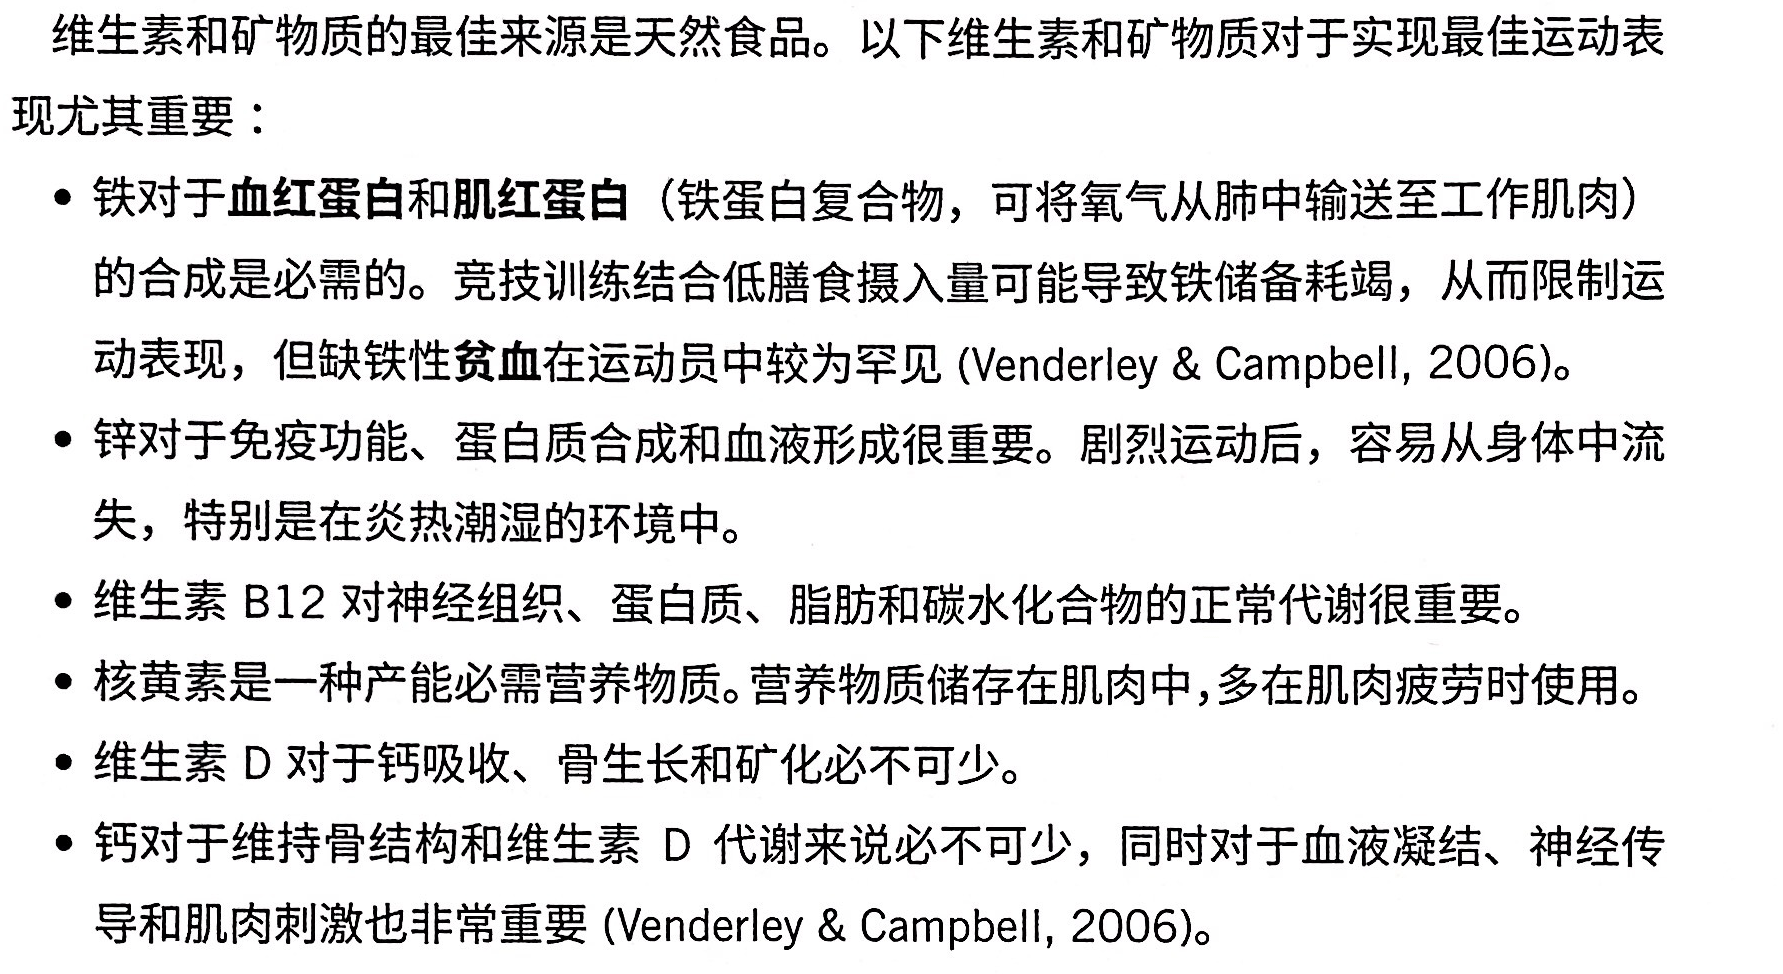 维生素和矿物质的最佳来源是天然食品。以下维生素和矿物质对于实现最佳运动表
现尤其重要：
• 铁对于血红蛋白和肌红蛋白（铁蛋白复合物，可将氧气从肺中输送至工作肌肉）
的合成是必需的。竞技训练结合低膳食摄入量可能导致铁储备耗竭，从而限制运
动表现，但缺铁性贫血在运动员中较为罕见 (Venderley & Campbell, 2006)。
• 锌对于免疫功能、蛋白质合成和血液形成很重要。剧烈运动后，容易从身体中流
失，特别是在炎热潮湿的环境中。
• 维生素 B12 对神经组织、蛋白质、脂肪和碳水化合物的正常代谢很重要。
• 核黄素是一种产能必需营养物质。营养物质储存在肌肉中，多在肌肉疲劳时使用。
• 维生素 D 对于钙吸收、骨生长和矿化必不可少。
• 钙对于维持骨结构和维生素 D 代谢来说必不可少，同时对于血液凝结、神经传
导和肌肉刺激也非常重要 (Venderley & Campbell, 2006)。